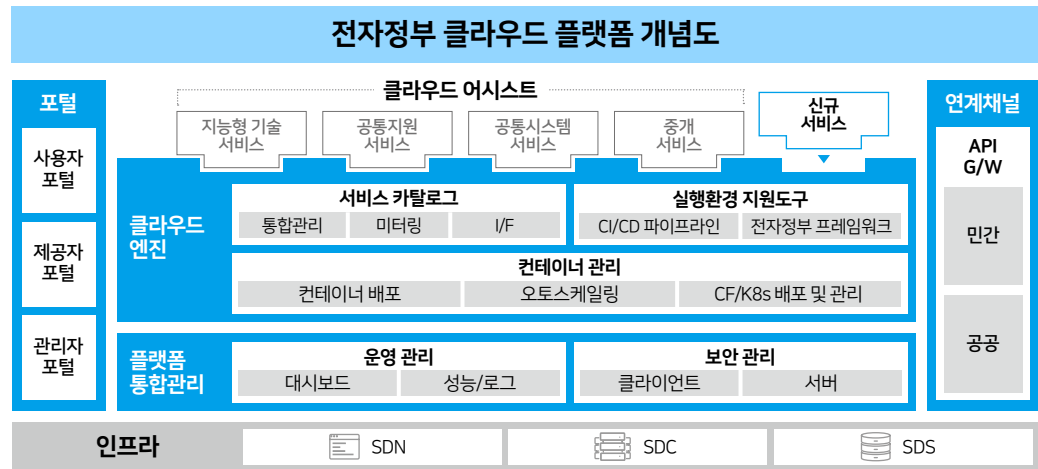 전자정부 클라우드 플랫폼 개념도
포털
사용자
포털
제공자
포털
관리자
포털
클라우드 어시스트
지능형 기술
서비스
공통지원
서비스
공통시스템
서비스
중개
서비스
신규
서비스
클라우드
엔진
서비스 카탈로그
통합관리 미터링 I/F
실행환경 지원도구
CI/CD 파이프라인 전자정부 프레임워크
컨테이너 관리
컨테이너 배포 오토스케일링 CF/K8s 배포 및 관리
플랫폼
통합관리
운영 관리
대시보드 성능/로그
보안 관리
클라이언트 서버
연계채널
API
G/W
민간
공공
인프라 SDN SDC SDS